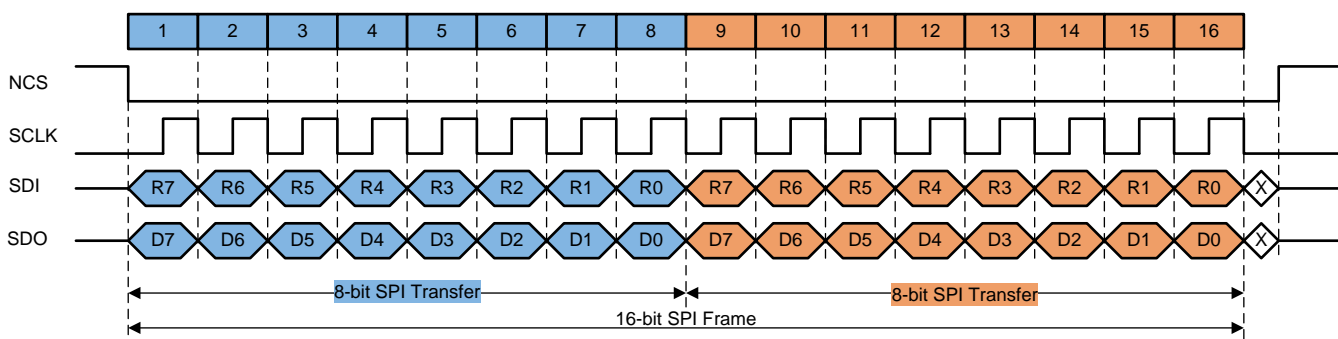 1 2 3 4 5 6 7 8 9 10 11 12 13 14 15 16
NCS
SCLK
SDI R7 R6 R5 R4 R3 R2 R1 R0 R7 R6 R5 R4 R3 R2 R1 R0 X
SDO D7 D6 D5 D4 D3 D2 D1 D0 D7 D6 D5 D4 D3 D2 D1 D0 X
8-bit SPI Transfer 8-bit SPI Transfer
16-bit SPI Frame